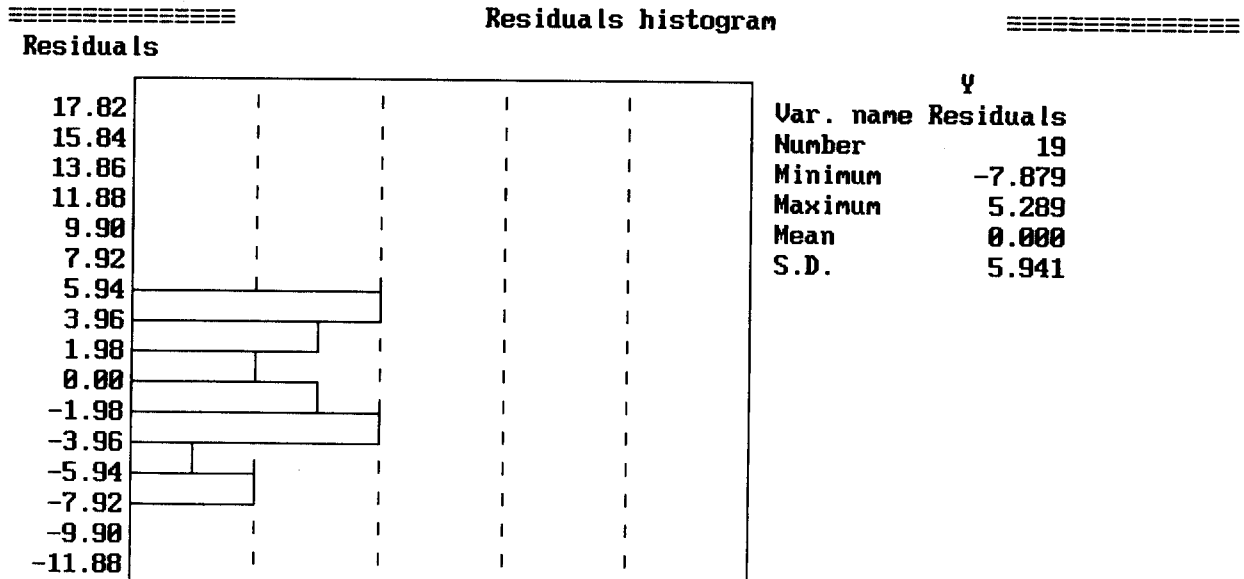 Residuals histogram
Residuals
17.82
15.84
13.86
11.88
9.90
7.92
5.94
3.96
1.98
0.00
-1.98
-3.96
-5.94
-7.92
-9.90
-11.88
Y
Var. name Residuals
Number 19
Minimum -7.879
Maximum 5.289
Mean 0.000
S.D. 5.941